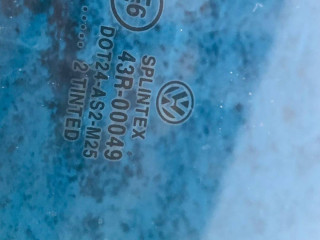 SPLINTEX
43R-00049
DOT24-AS2-M25
2 TINTED